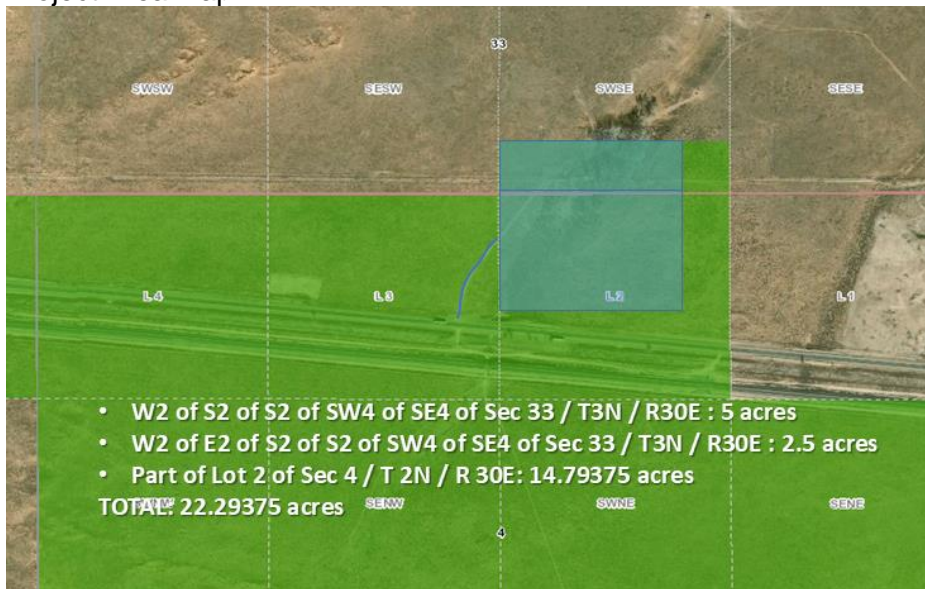 33
SWSW SESW SWSE SESE
L 4 L 3 L 2 L 1
• W2 of S2 of S2 of SW4 of SE4 of Sec 33 / T3N / R30E : 5 acres
• W2 of E2 of S2 of S2 of SW4 of SE4 of Sec 33 / T3N / R30E : 2.5 acres
• Part of Lot 2 of Sec 4 / T 2N / R 30E: 14.79375 acres
SENW SWNE SENE
TOTAL: 22.29375 acres
4